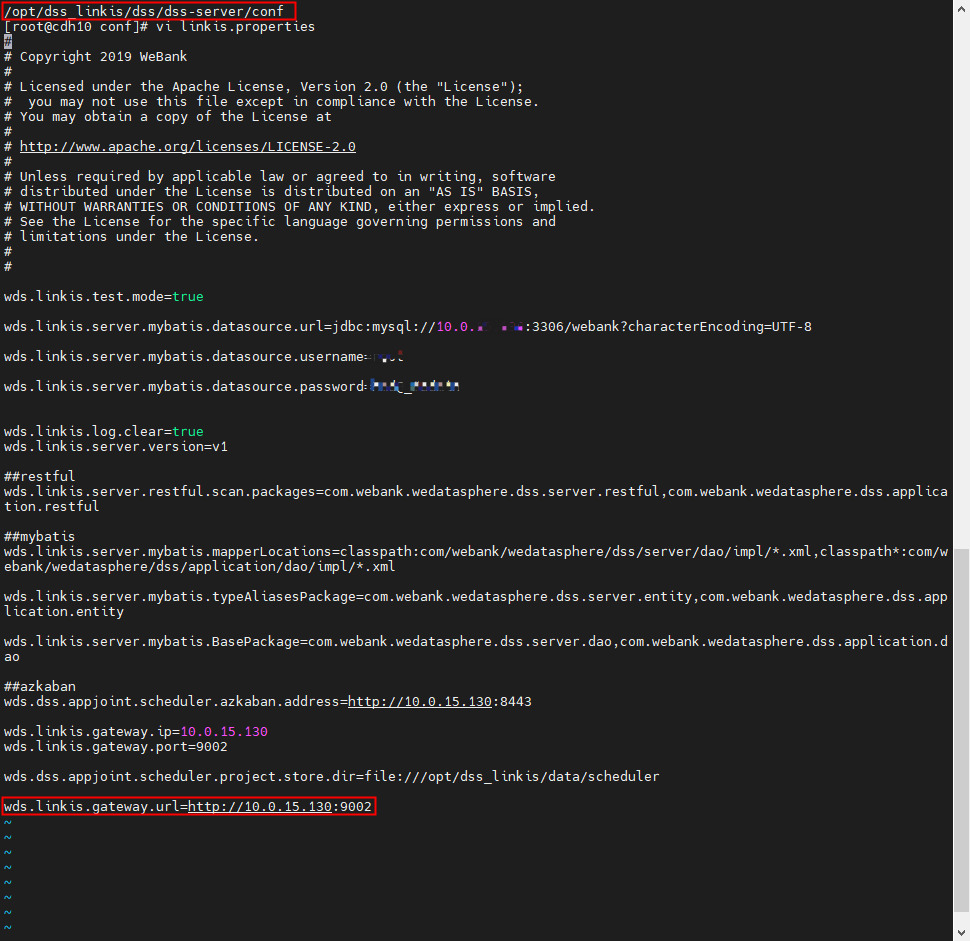 /opt/dss_linkis/dss/dss-server/conf
[root@cdh10 conf]# vi linkis.properties
#
# Copyright 2019 WeBank
#
# Licensed under the Apache License, Version 2.0 (the "License");
#  you may not use this file except in compliance with the License.
# You may obtain a copy of the License at
#
# http://www.apache.org/licenses/LICENSE-2.0
#
# Unless required by applicable law or agreed to in writing, software
# distributed under the License is distributed on an "AS IS" BASIS,
# WITHOUT WARRANTIES OR CONDITIONS OF ANY KIND, either express or implied.
# See the License for the specific language governing permissions and
# limitations under the License.
#
#
wds.linkis.test.mode=true
wds.linkis.server.mybatis.datasource.url=jdbc:mysql://10.0. :3306/webank?characterEncoding=UTF-8
wds.linkis.server.mybatis.datasource.username=
wds.linkis.server.mybatis.datasource.password=
wds.linkis.log.clear=true
wds.linkis.server.version=v1
##restful
wds.linkis.server.restful.scan.packages=com.webank.wedatasphere.dss.server.restful,com.webank.wedatasphere.dss.applica
tion.restful
##mybatis
wds.linkis.server.mybatis.mapperLocations=classpath:com/webank/wedatasphere/dss/server/dao/impl/*.xml,classpath*:com/w
ebank/wedatasphere/dss/application/dao/impl/*.xml
wds.linkis.server.mybatis.typeAliasesPackage=com.webank.wedatasphere.dss.server.entity,com.webank.wedatasphere.dss.app
lication.entity
wds.linkis.server.mybatis.BasePackage=com.webank.wedatasphere.dss.server.dao,com.webank.wedatasphere.dss.application.d
ao
##azkaban
wds.dss.appjoint.scheduler.azkaban.address=http://10.0.15.130:8443
wds.linkis.gateway.ip=10.0.15.130
wds.linkis.gateway.port=9002
wds.dss.appjoint.scheduler.project.store.dir=file:///opt/dss_linkis/data/scheduler
wds.linkis.gateway.url=http://10.0.15.130:9002
~
~
~
~
~
~
~
~